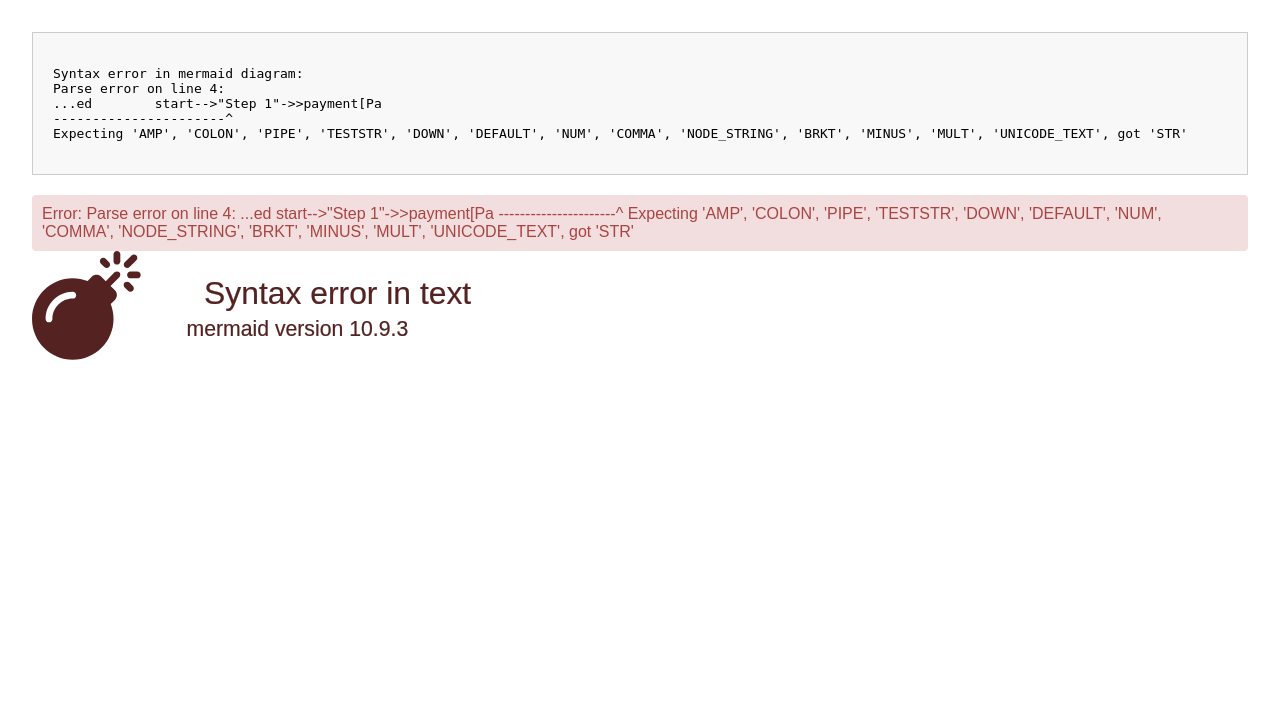 Syntax error in mermaid diagram:
Parse error on line 4:
...ed        start-->"Step 1"->>payment[Pa
----------------------^
Expecting 'AMP', 'COLON', 'PIPE', 'TESTSTR', 'DOWN', 'DEFAULT', 'NUM', 'COMMA', 'NODE_STRING', 'BRKT', 'MINUS', 'MULT', 'UNICODE_TEXT', got 'STR'
Error: Parse error on line 4: ...ed start-->"Step 1"->>payment[Pa ----------------------^ Expecting 'AMP', 'COLON', 'PIPE', 'TESTSTR', 'DOWN', 'DEFAULT', 'NUM',
'COMMA', 'NODE_STRING', 'BRKT', 'MINUS', 'MULT', 'UNICODE_TEXT', got 'STR'
Syntax error in text
mermaid version 10.9.3